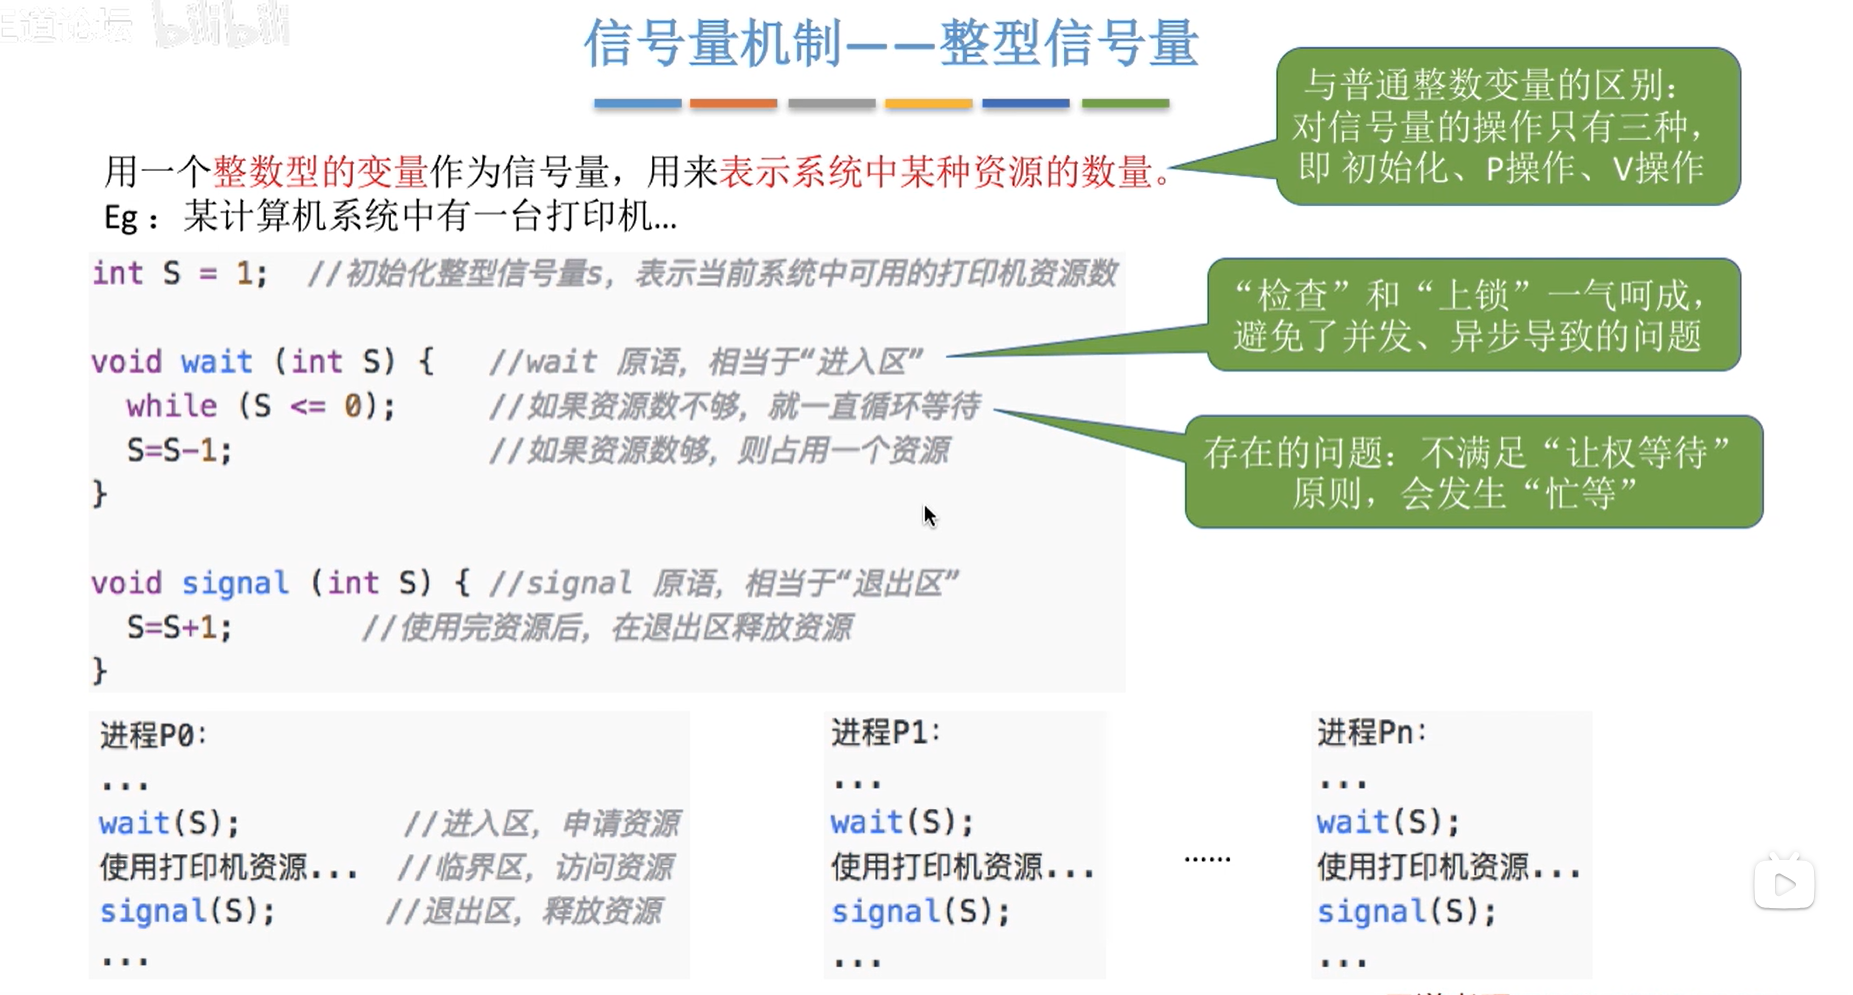 王道论坛 bilibili
信号量机制——整型信号量
与普通整数变量的区别：
对信号量的操作只有三种，
即 初始化、P操作、V操作
用一个整数型的变量作为信号量，用来表示系统中某种资源的数量。
Eg：某计算机系统中有一台打印机...
int S = 1; //初始化整型信号量s，表示当前系统中可用的打印机资源数
void wait (int S) { //wait 原语，相当于“进入区”
while (S <= 0); //如果资源数不够，就一直循环等待
S=S-1; //如果资源数够，则占用一个资源
}
“检查”和“上锁”一气呵成，
避免了并发、异步导致的问题
存在的问题：不满足“让权等待”
原则，会发生“忙等”
void signal (int S) { //signal 原语，相当于“退出区”
S=S+1; //使用完资源后，在退出区释放资源
}
进程P0：
...
wait(S); //进入区，申请资源
使用打印机资源... //临界区，访问资源
signal(S); //退出区，释放资源
...
进程P1：
...
wait(S);
使用打印机资源...
signal(S);
...
......
进程Pn：
...
wait(S);
使用打印机资源...
signal(S);
...